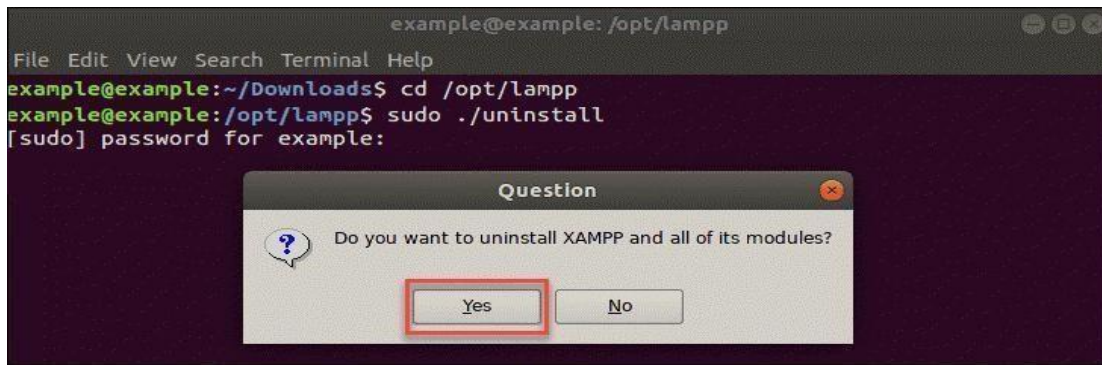 example@example: /opt/lampp
File Edit View Search Terminal Help
example@example:~/Downloads$ cd /opt/lampp
example@example:/opt/lampp$ sudo ./uninstall
[sudo] password for example:
Question
Do you want to uninstall XAMPP and all of its modules?
Yes No